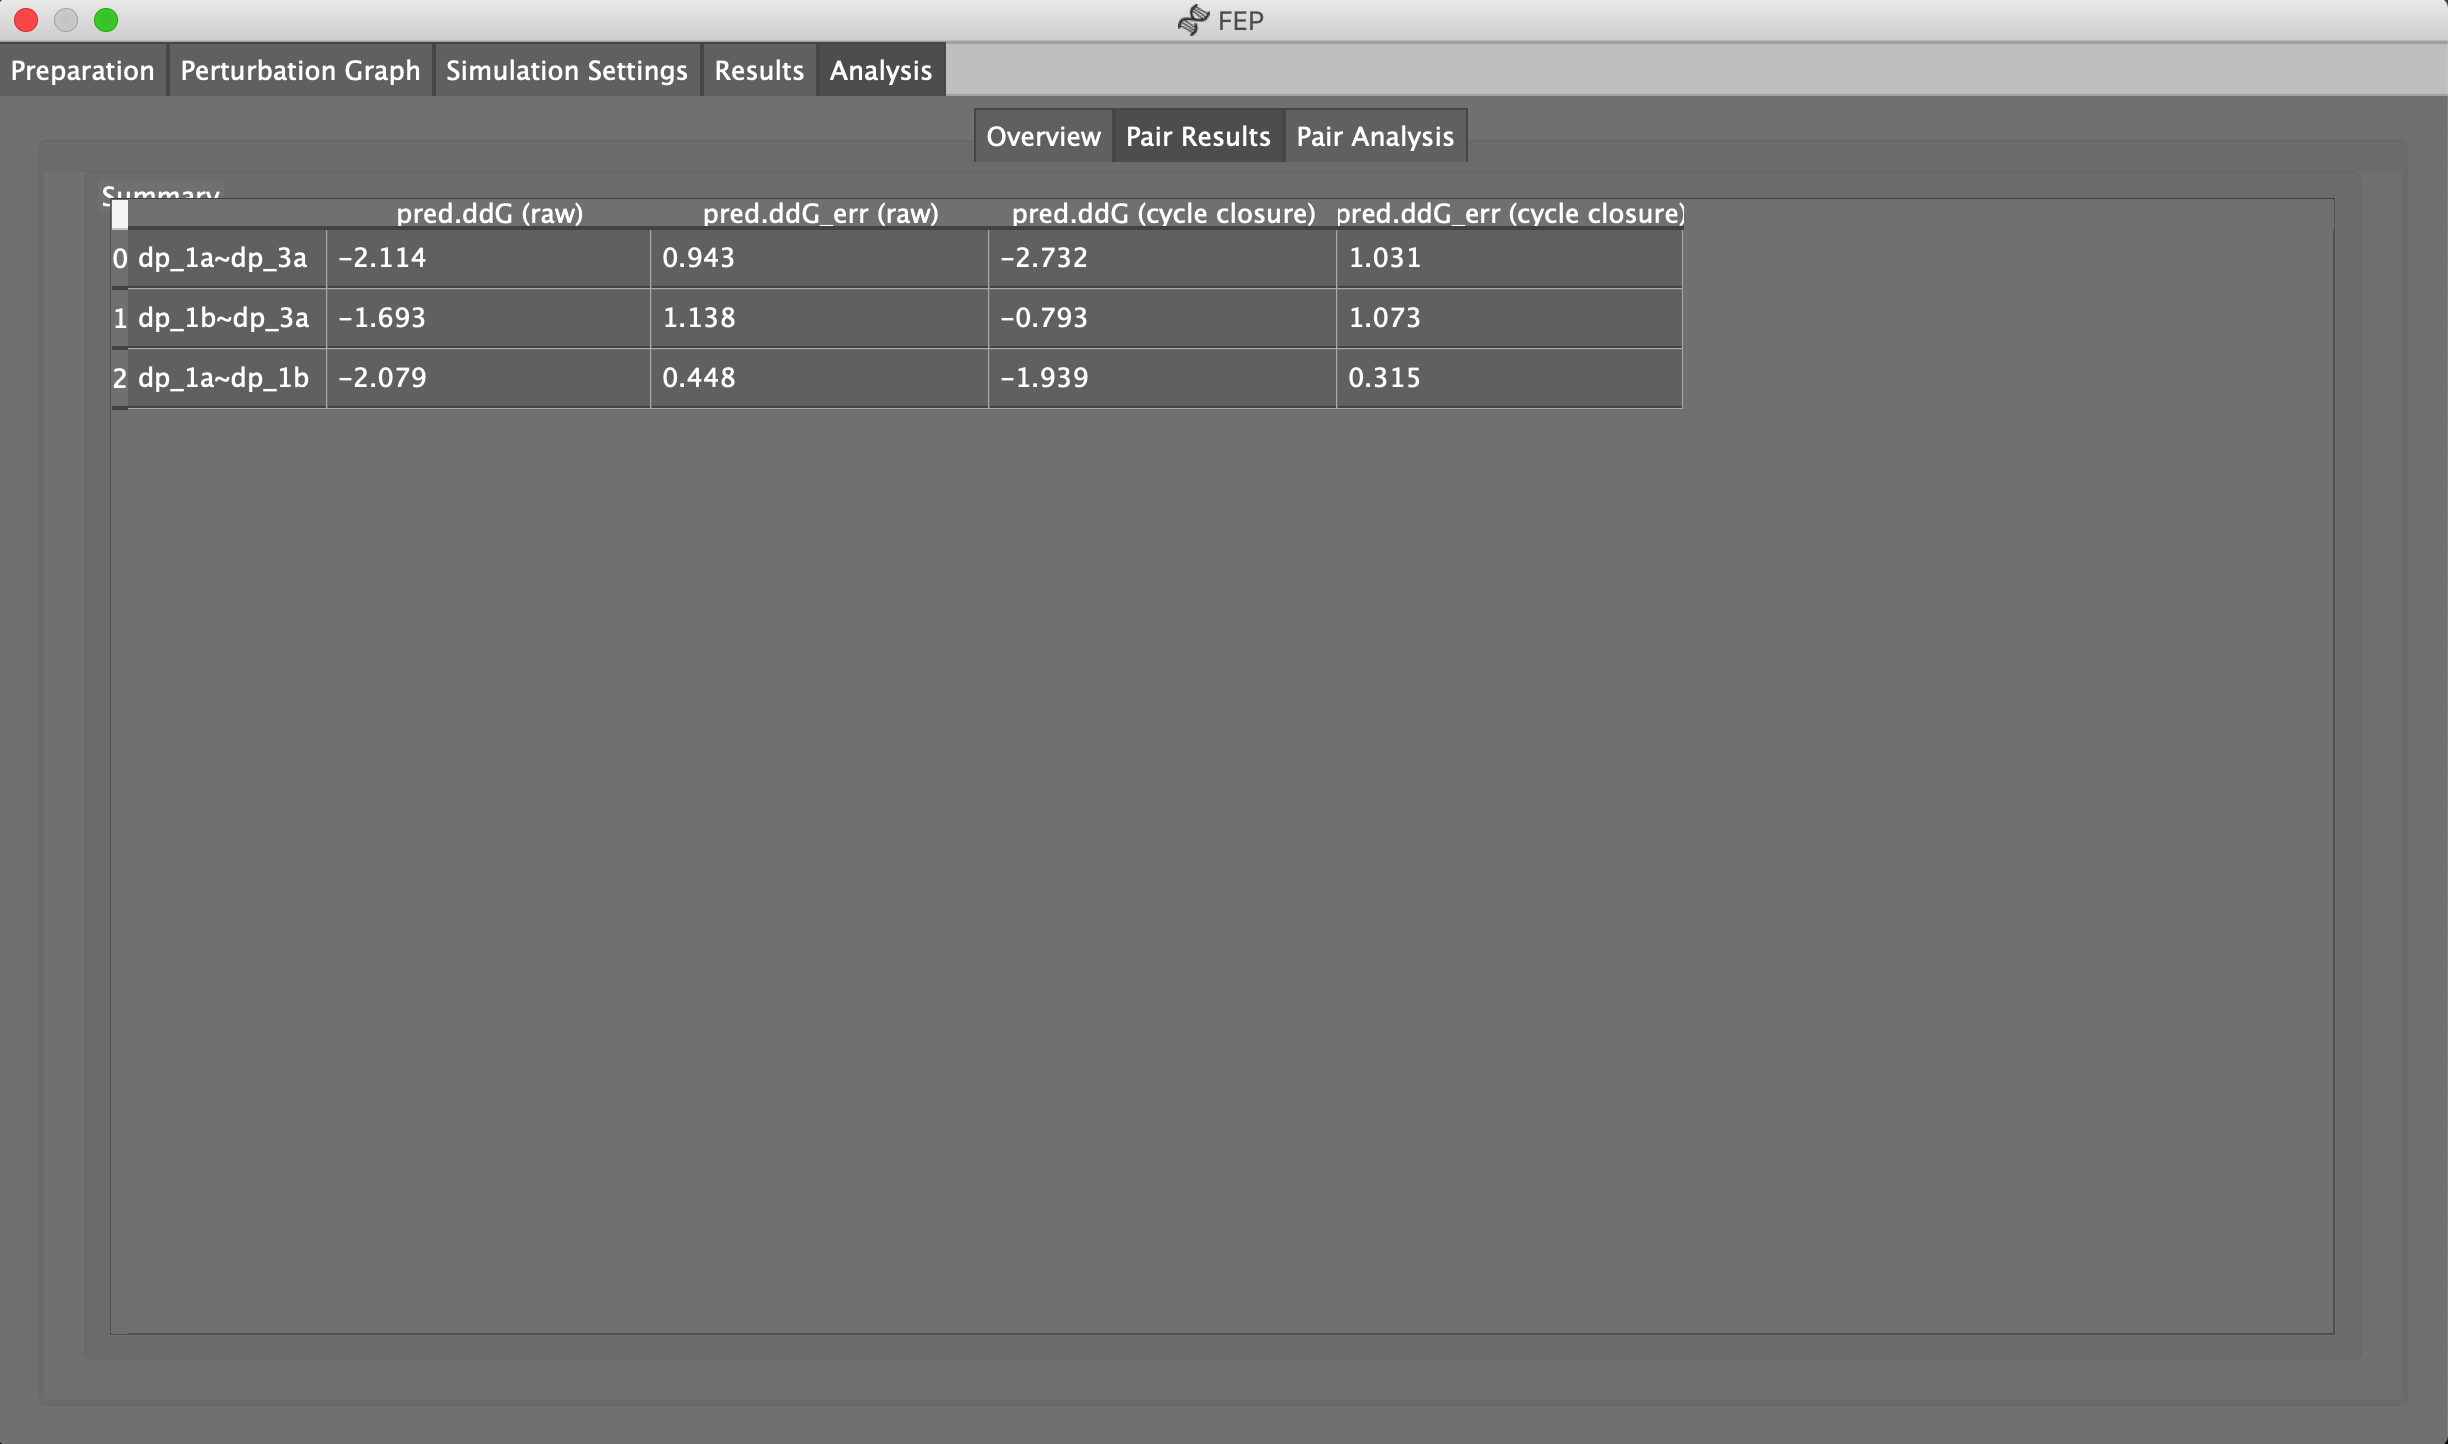 FEP
Preparation Perturbation Graph Simulation Settings Results Analysis
Overview Pair Results Pair Analysis
Summary
pred.ddG (raw) pred.ddG_err (raw) pred.ddG (cycle closure) pred.ddG_err (cycle closure)
0 dp_1a~dp_3a -2.114 0.943 -2.732 1.031
1 dp_1b~dp_3a -1.693 1.138 -0.793 1.073
2 dp_1a~dp_1b -2.079 0.448 -1.939 0.315